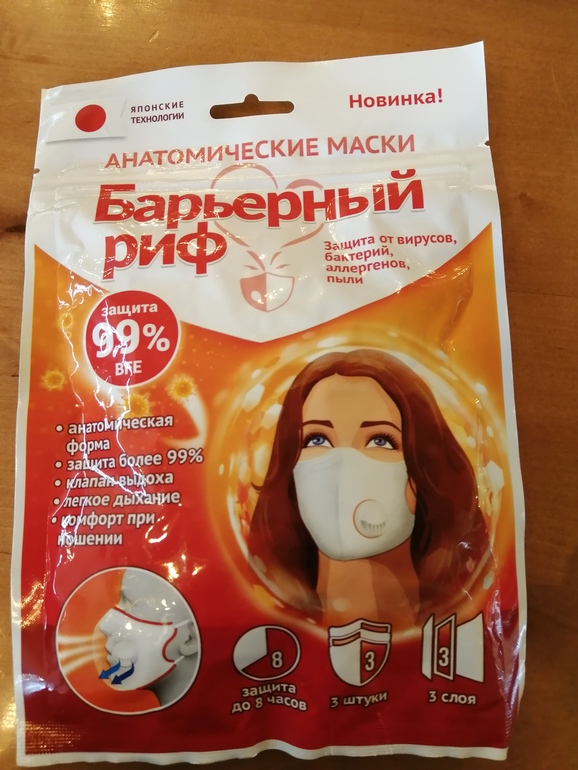 ЯПОНСКИЕ
ТЕХНОЛОГИИ
Новинка!
АНАТОМИЧЕСКИЕ МАСКИ
Барьерный
риф
Защита от вирусов,
бактерий,
аллергенов,
пыли
защита
99%
BFE
• анатомическая
форма
• защита более 99%
• клапан выдоха
• легкое дыхание
• комфорт при
ношении
8
защита
до 8 часов
3
3 штуки
3
3 слоя